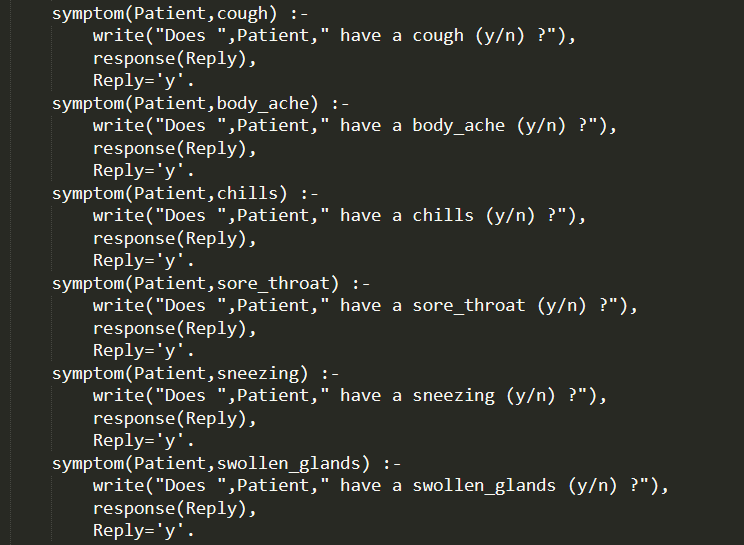 symptom(Patient,cough) :-
write("Does ",Patient," have a cough (y/n) ?"),
response(Reply),
Reply='y'.
symptom(Patient,body_ache) :-
write("Does ",Patient," have a body_ache (y/n) ?"),
response(Reply),
Reply='y'.
symptom(Patient,chills) :-
write("Does ",Patient," have a chills (y/n) ?"),
response(Reply),
Reply='y'.
symptom(Patient,sore_throat) :-
write("Does ",Patient," have a sore_throat (y/n) ?"),
response(Reply),
Reply='y'.
symptom(Patient,sneezing) :-
write("Does ",Patient," have a sneezing (y/n) ?"),
response(Reply),
Reply='y'.
symptom(Patient,swollen_glands) :-
write("Does ",Patient," have a swollen_glands (y/n) ?"),
response(Reply),
Reply='y'.